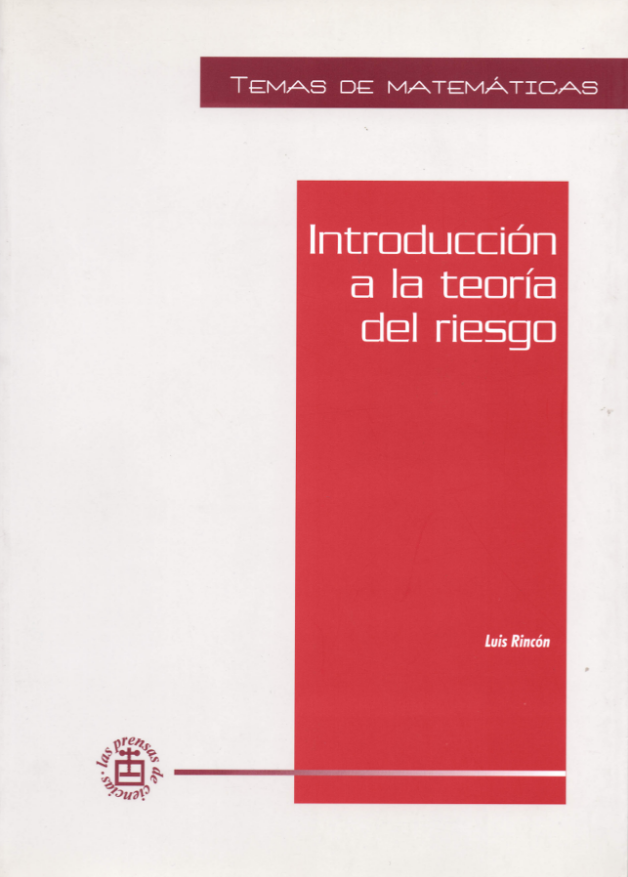 TEMAS DE MATEMÁTICAS
Introducción
a la teoría
del riesgo
Luis Rincón
las prensas de ciencias ·